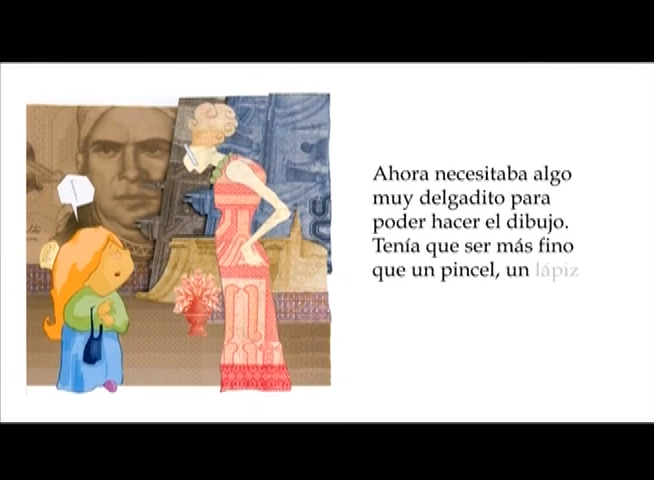 Ahora necesitaba algo
muy delgadito para
poder hacer el dibujo.
Tenía que ser más fino
que un pincel, un lápiz